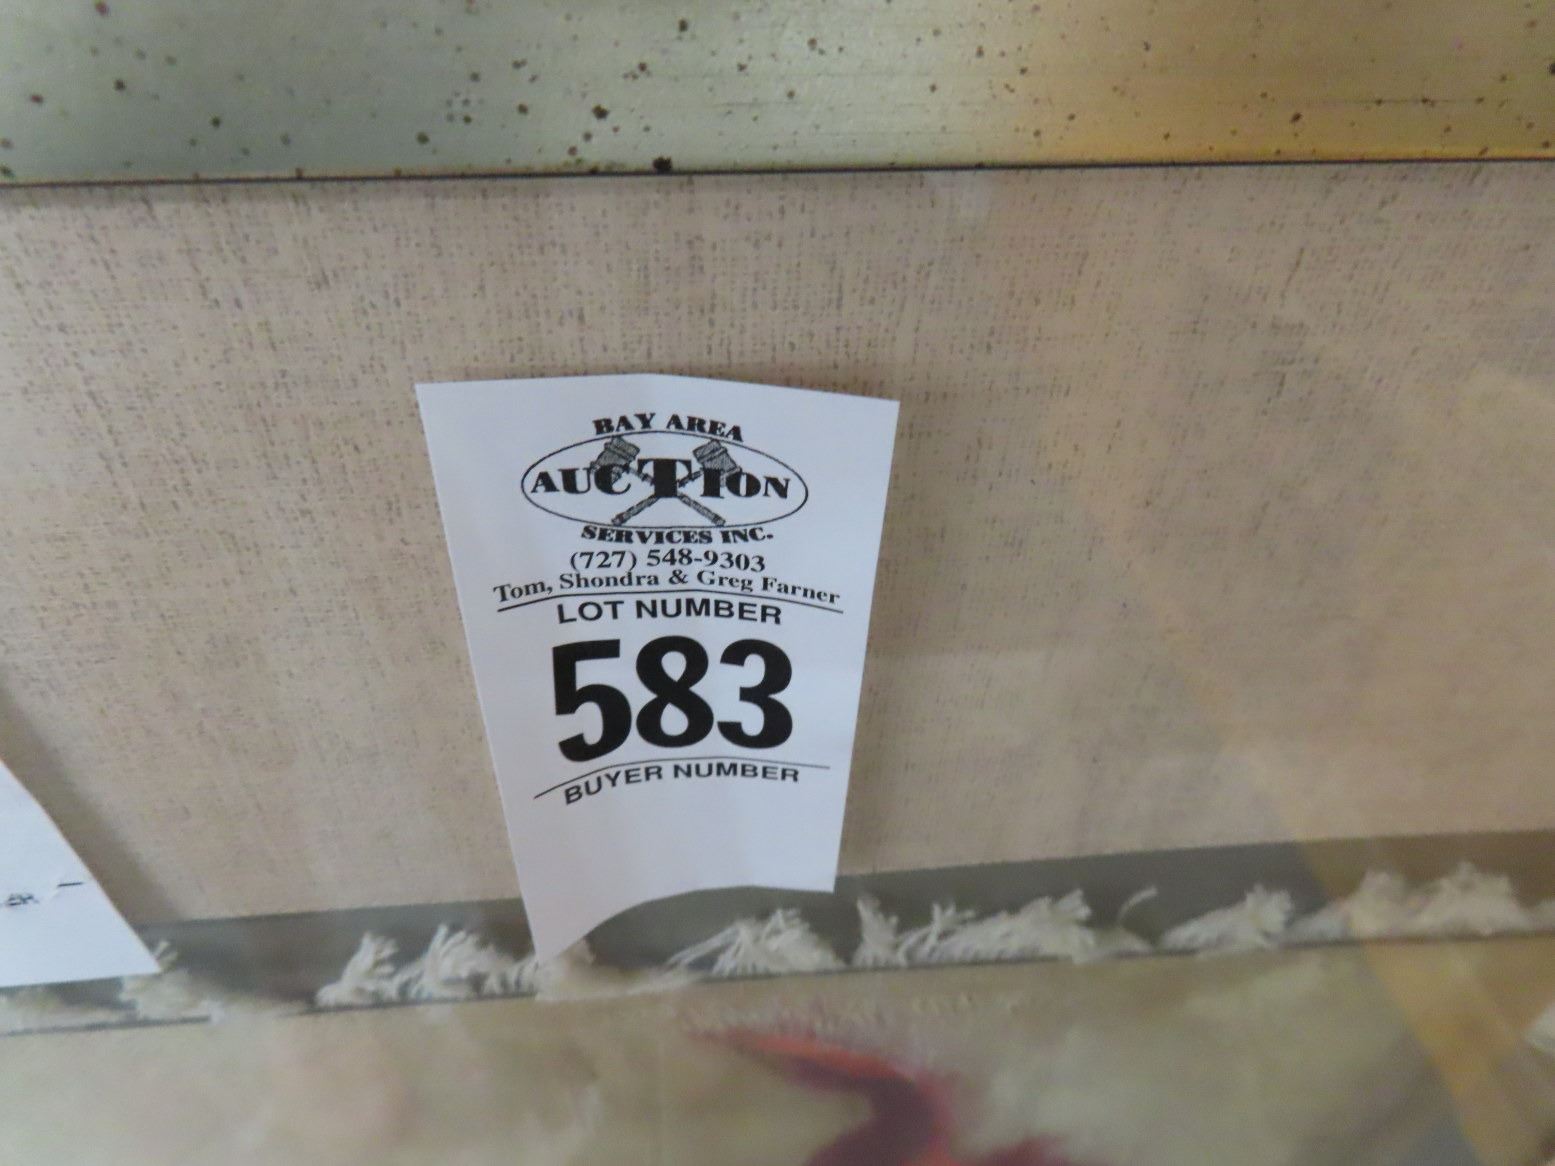 BAY AREA
AUCTION
SERVICES INC.
(727) 548-9303
Tom, Shondra & Greg Farner
LOT NUMBER
583
BUYER NUMBER